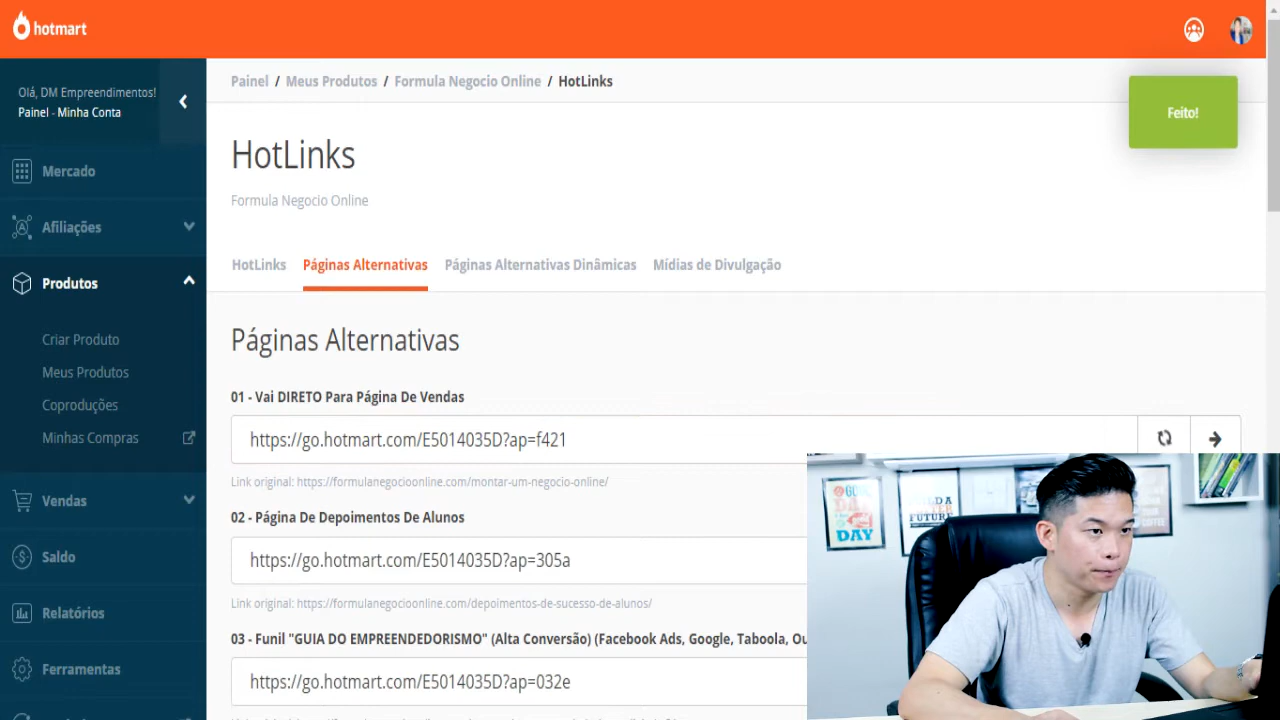 hotmart
Olá, DM Empreendimentos!
Painel - Minha Conta
Mercado
Afiliações
Produtos
Criar Produto
Meus Produtos
Coproduções
Minhas Compras
Vendas
Saldo
Relatórios
Ferramentas
Painel / Meus Produtos / Formula Negocio Online / HotLinks
Feito!
HotLinks
Formula Negocio Online
HotLinks Páginas Alternativas Páginas Alternativas Dinâmicas Mídias de Divulgação
Páginas Alternativas
01 - Vai DIRETO Para Página De Vendas
https://go.hotmart.com/E5014035D?ap=f421
Link original: https://formulanegocioonline.com/montar-um-negocio-online/
02 - Página De Depoimentos De Alunos
https://go.hotmart.com/E5014035D?ap=305a
Link original: https://formulanegocioonline.com/depoimentos-de-sucesso-de-alunos/
03 - Funil "GUIA DO EMPREENDEDORISMO" (Alta Conversão) (Facebook Ads, Google, Taboola, Ou
https://go.hotmart.com/E5014035D?ap=032e
DAY
FUTURE